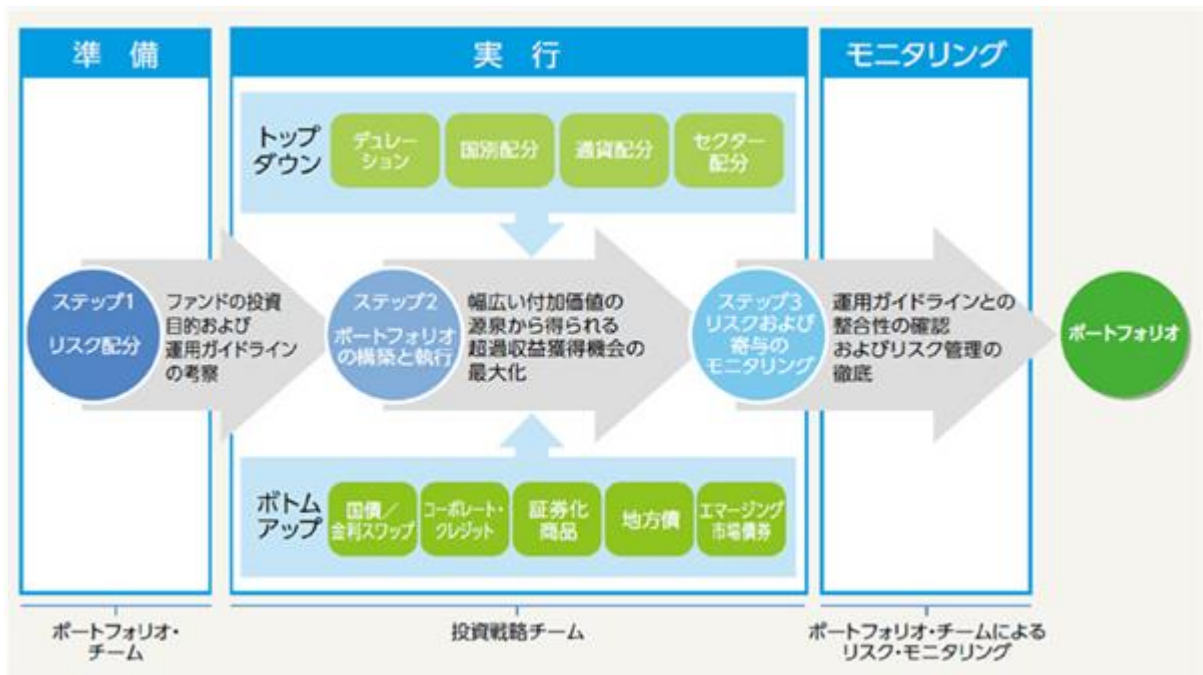 準 備
実 行
モニタリング
トップ
ダウン
デュレー
ション
国別配分
通貨配分
セクター
配分
ステップ1
リスク配分
ファンドの投資
目的および
運用ガイドライン
の考察
ステップ2
ポートフォリオ
の構築と執行
幅広い付加価値の
源泉から得られる
超過収益獲得機会の
最大化
ステップ3
リスクおよび
寄与の
モニタリング
運用ガイドラインとの
整合性の確認
およびリスク管理の
徹底
ポートフォリオ
ボトム
アップ
国債／
金利スワップ
コーポレート・
クレジット
証券化
商品
地方債
エマージング
市場債券
ポートフォリオ・
チーム
投資戦略チーム
ポートフォリオ・チームによる
リスク・モニタリング